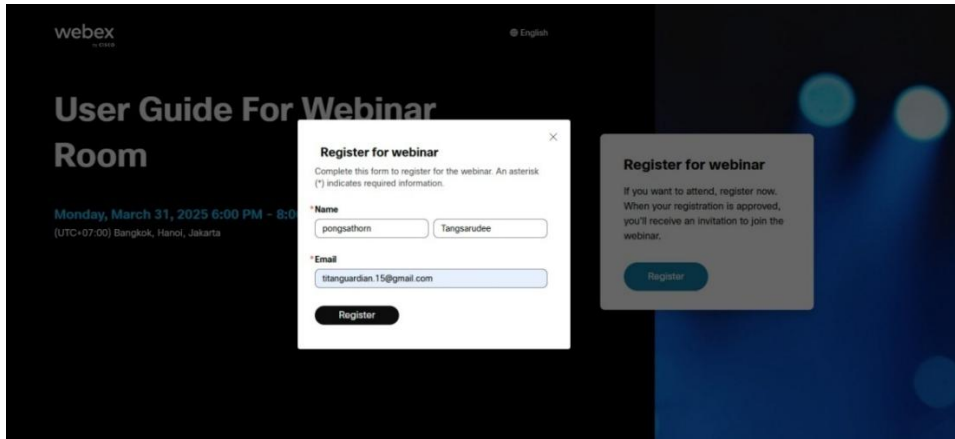 webex
by CISCO
English
User Guide For Webinar
Room
Monday, March 31, 2025 6:00 PM - 8:0
(UTC+07:00) Bangkok, Hanoi, Jakarta
Register for webinar
Complete this form to register for the webinar. An asterisk
(*) indicates required information.
*Name
pongsathorn Tangsarudee
*Email
titanguardian.15@gmail.com
Register
Register for webinar
If you want to attend, register now.
When your registration is approved,
you'll receive an invitation to join the
webinar.
Register